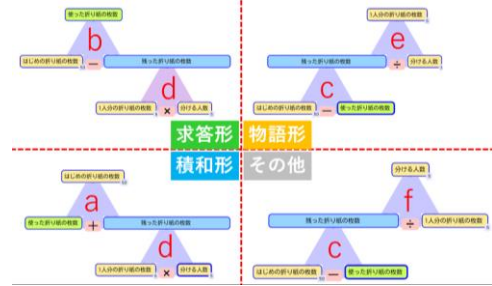 使った折り紙の枚数
b
はじめの折り紙の枚数
−
残った折り紙の枚数
d
1人分の折り紙の枚数
×
分ける人数
1人分の折り紙の枚数
e
残った折り紙の枚数
÷
分ける人数
c
はじめの折り紙の枚数
−
使った折り紙の枚数
求答形
物語形
積和形
その他
はじめの折り紙の枚数
a
使った折り紙の枚数
+
残った折り紙の枚数
d
1人分の折り紙の枚数
×
分ける人数
分ける人数
f
残った折り紙の枚数
÷
1人分の折り紙の枚数
c
はじめの折り紙の枚数
−
使った折り紙の枚数